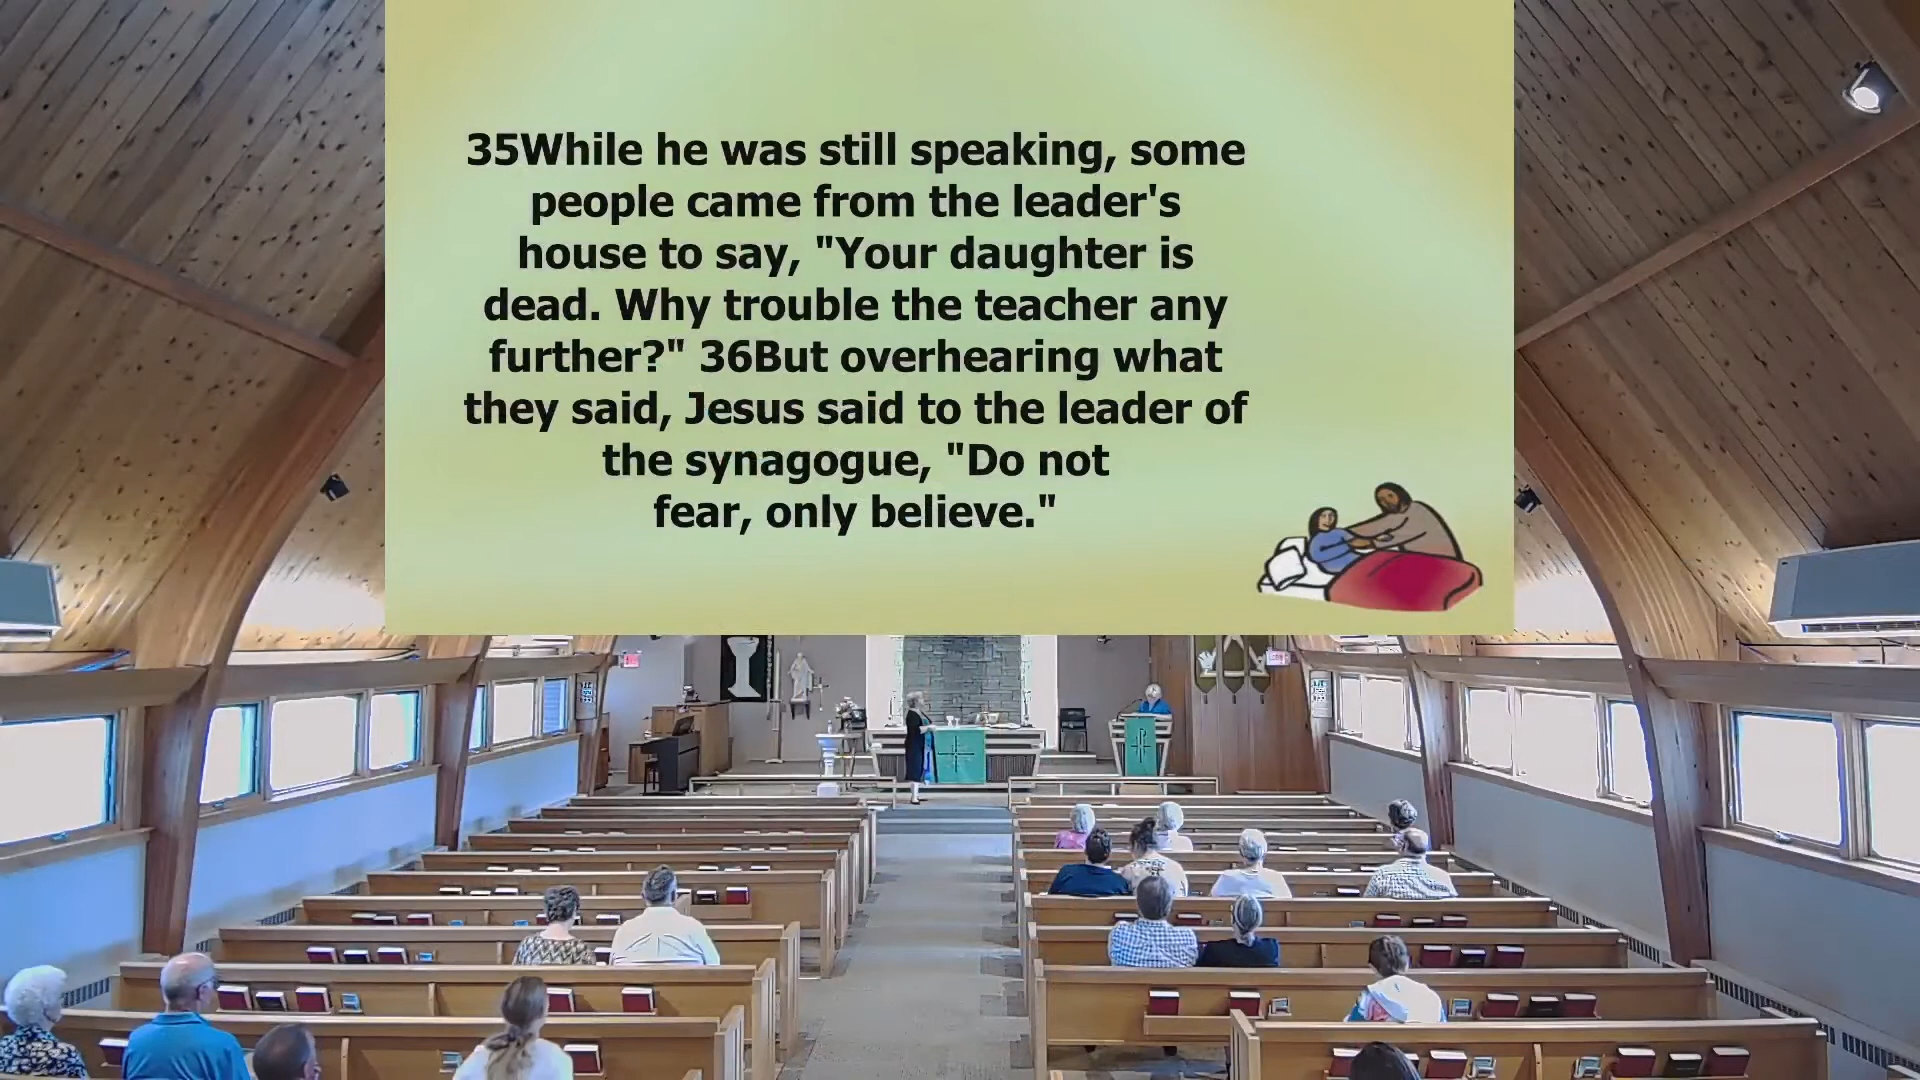 35While he was still speaking, some
people came from the leader's
house to say, "Your daughter is
dead. Why trouble the teacher any
further?" 36But overhearing what
they said, Jesus said to the leader of
the synagogue, "Do not
fear, only believe."